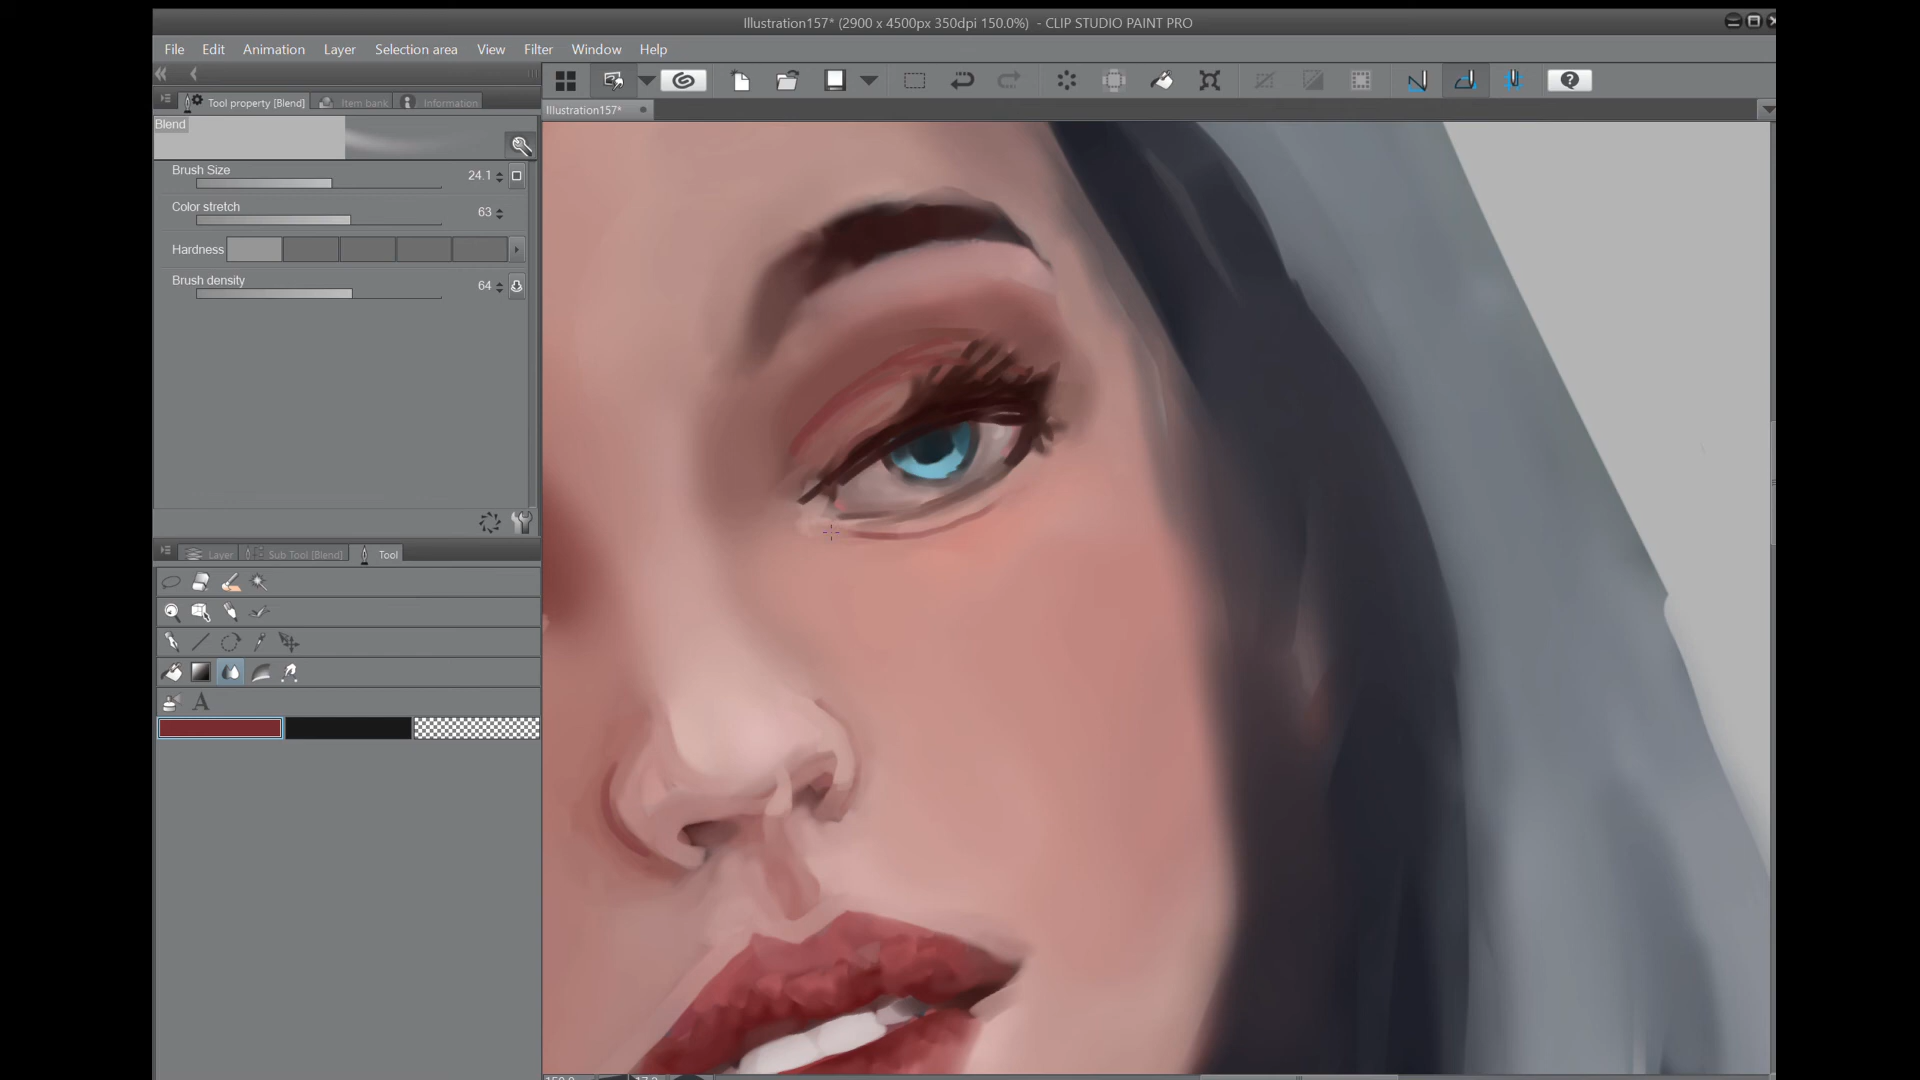 Illustration157* (2900 x 4500px 350dpi 150.0%) - CLIP STUDIO PAINT PRO
File Edit Animation Layer Selection area View Filter Window Help
Tool property [Blend] Item bank Information
Illustration157*
Blend
Brush Size 24.1
Color stretch 63
Hardness
Brush density 64
Layer Sub Tool [Blend] Tool
A